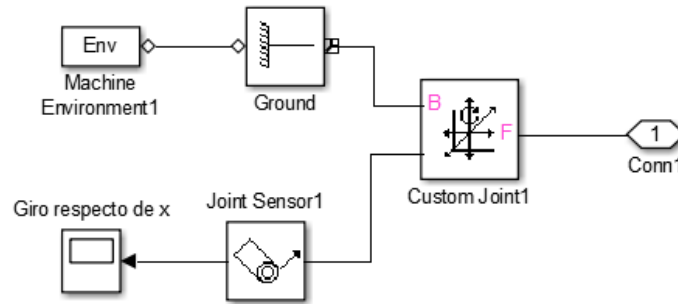 Env
Machine
Environment1
Ground
B
F
Custom Joint1
1
Conn1
Joint Sensor1
Giro respecto de x